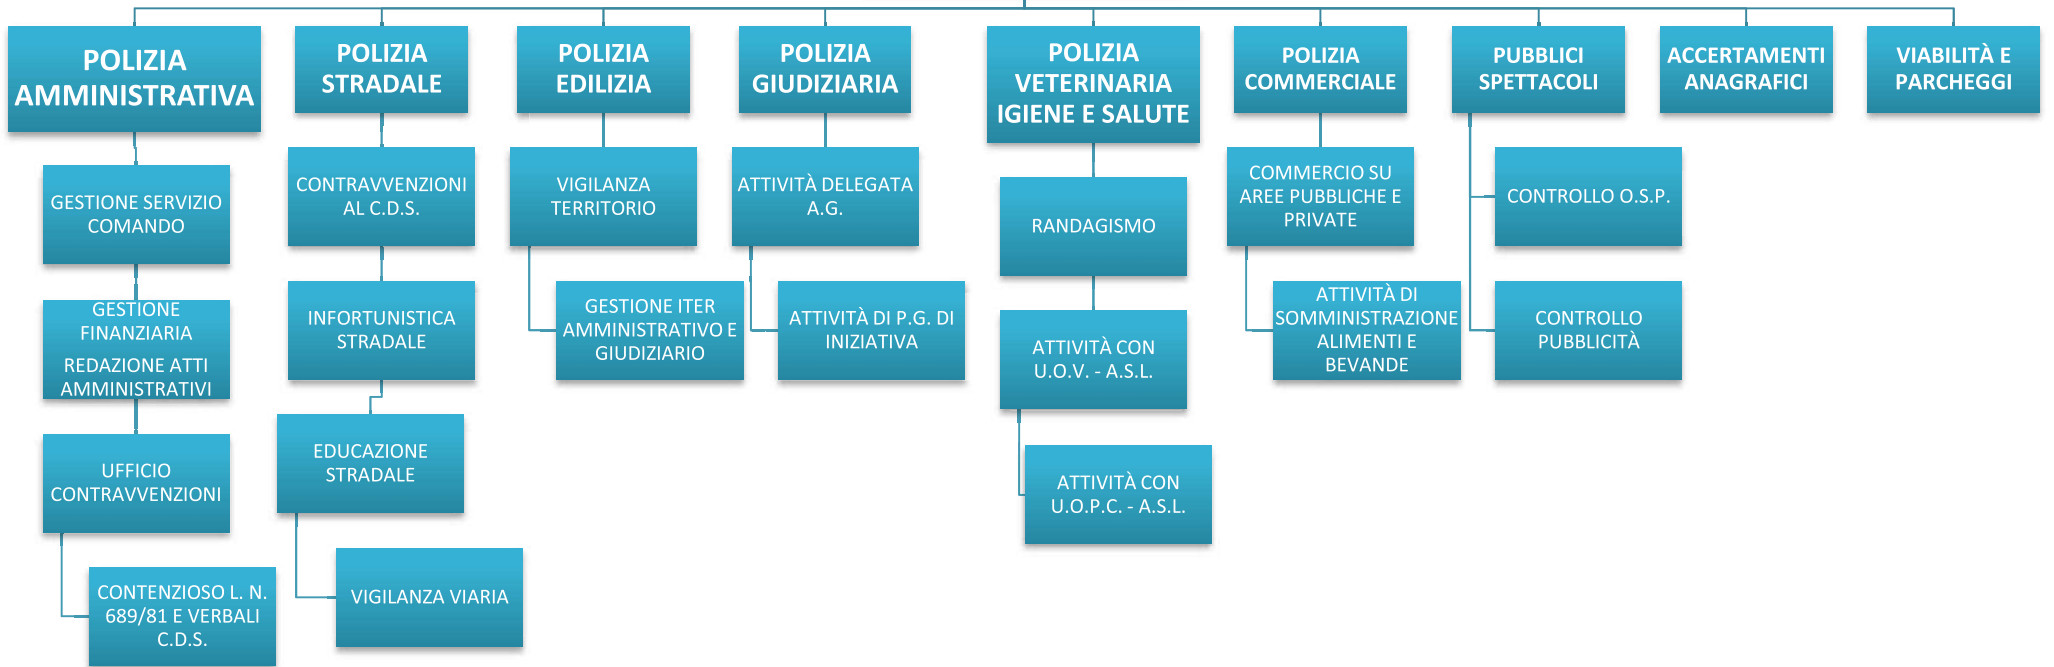 POLIZIA
AMMINISTRATIVA
GESTIONE SERVIZIO
COMANDO
GESTIONE
FINANZIARIA
REDAZIONE ATTI
AMMINISTRATIVI
UFFICIO
CONTRAVVENZIONI
CONTENZIOSO L. N.
689/81 E VERBALI
C.D.S.
POLIZIA
STRADALE
CONTRAVVENZIONI
AL C.D.S.
INFORTUNISTICA
STRADALE
EDUCAZIONE
STRADALE
VIGILANZA VIARIA
POLIZIA
EDILIZIA
VIGILANZA
TERRITORIO
GESTIONE ITER
AMMINISTRATIVO E
GIUDIZIARIO
POLIZIA
GIUDIZIARIA
ATTIVITÀ DELEGATA
A.G.
ATTIVITÀ DI P.G. DI
INIZIATIVA
POLIZIA
VETERINARIA
IGIENE E SALUTE
RANDAGISMO
ATTIVITÀ CON
U.O.V. - A.S.L.
ATTIVITÀ CON
U.O.P.C. - A.S.L.
POLIZIA
COMMERCIALE
COMMERCIO SU
AREE PUBBLICHE E
PRIVATE
ATTIVITÀ DI
SOMMINISTRAZIONE
ALIMENTI E
BEVANDE
PUBBLICI
SPETTACOLI
CONTROLLO O.S.P.
CONTROLLO
PUBBLICITÀ
ACCERTAMENTI
ANAGRAFICI
VIABILITÀ E
PARCHEGGI